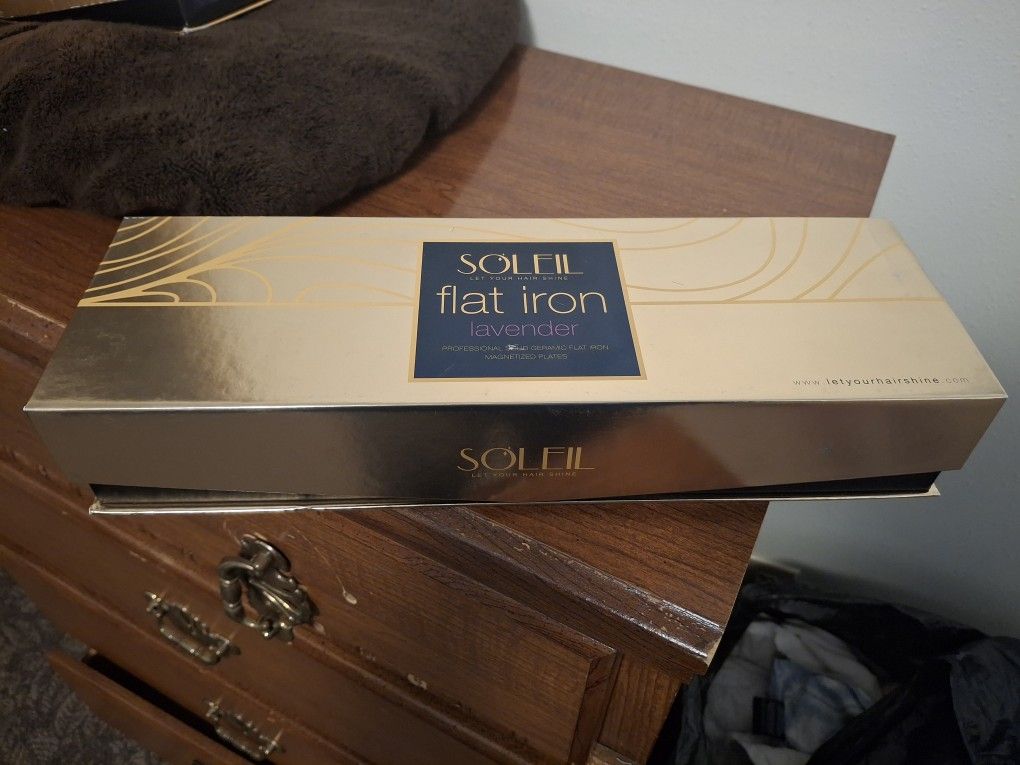 SOLEIL
LET YOUR HAIR SHINE
flat iron
lavender
PROFESSIONAL CERAMIC FLAT IRON
MAGNETIZED PLATES
www.letyourhairshine.com
SOLEIL
LET YOUR HAIR SHINE